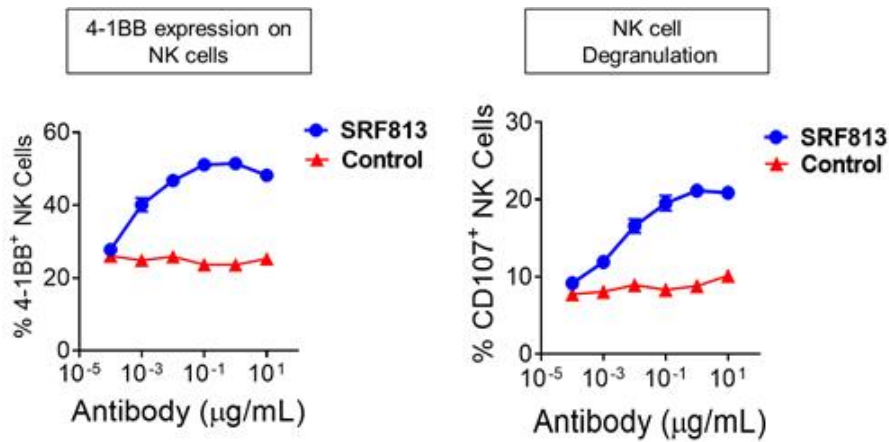 4-1BB expression on
NK cells
% 4-1BB⁺ NK Cells
60
40
20
0
10⁻⁵
10⁻³
10⁻¹
10¹
Antibody (μg/mL)
SRF813
Control
NK cell
Degranulation
% CD107⁺ NK Cells
30
20
10
0
10⁻⁵
10⁻³
10⁻¹
10¹
Antibody (μg/mL)
SRF813
Control